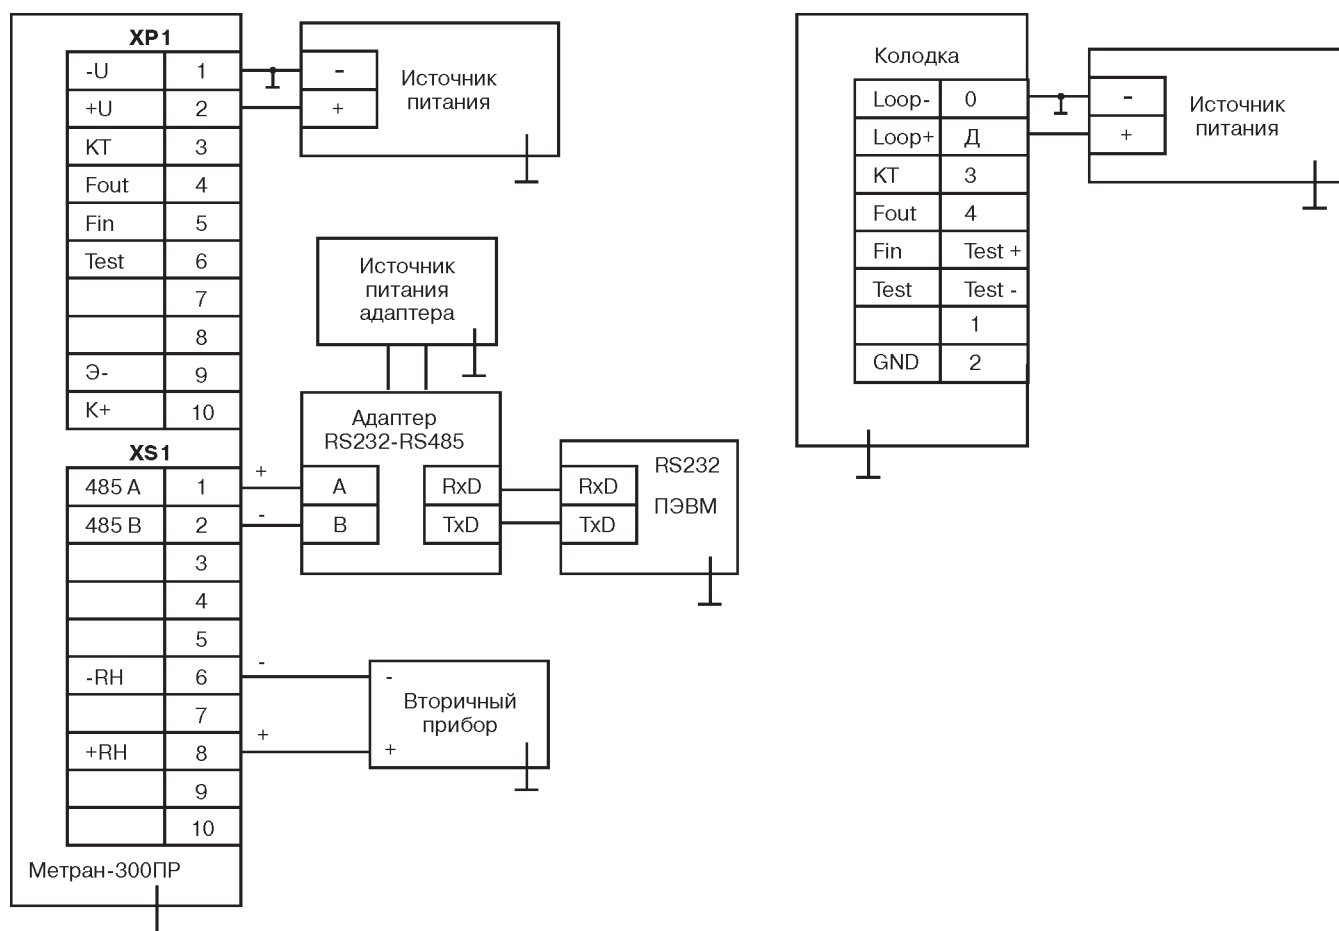 XP1
-U 1
+U 2
КТ 3
Fout 4
Fin 5
Test 6
7
8
Э- 9
К+ 10
-
+
Источник
питания
Источник
питания
адаптера
XS1
485 A 1
485 B 2
3
4
5
-RH 6
7
+RH 8
9
10
Метран-300ПР
+
-
Адаптер
RS232-RS485
A
B
RxD
TxD
RxD
TxD
RS232
ПЭВМ
-
+
-
+
Вторичный
прибор
Колодка
Loop- 0
Loop+ Д
КТ 3
Fout 4
Fin Test +
Test Test -
1
GND 2
-
+
Источник
питания